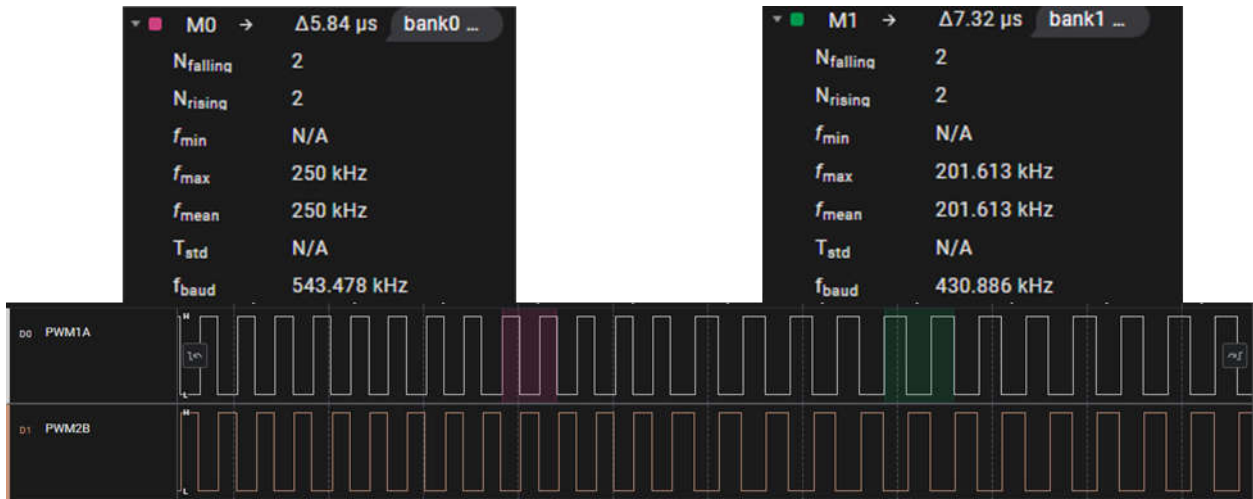 M0 → Δ5.84 µs bank0 ...
Nfalling 2
Nrising 2
fmin N/A
fmax 250 kHz
fmean 250 kHz
Tstd N/A
fbaud 543.478 kHz
M1 → Δ7.32 µs bank1 ...
Nfalling 2
Nrising 2
fmin N/A
fmax 201.613 kHz
fmean 201.613 kHz
Tstd N/A
fbaud 430.886 kHz
D0 PWM1A
H
L
D1 PWM2B
H
L